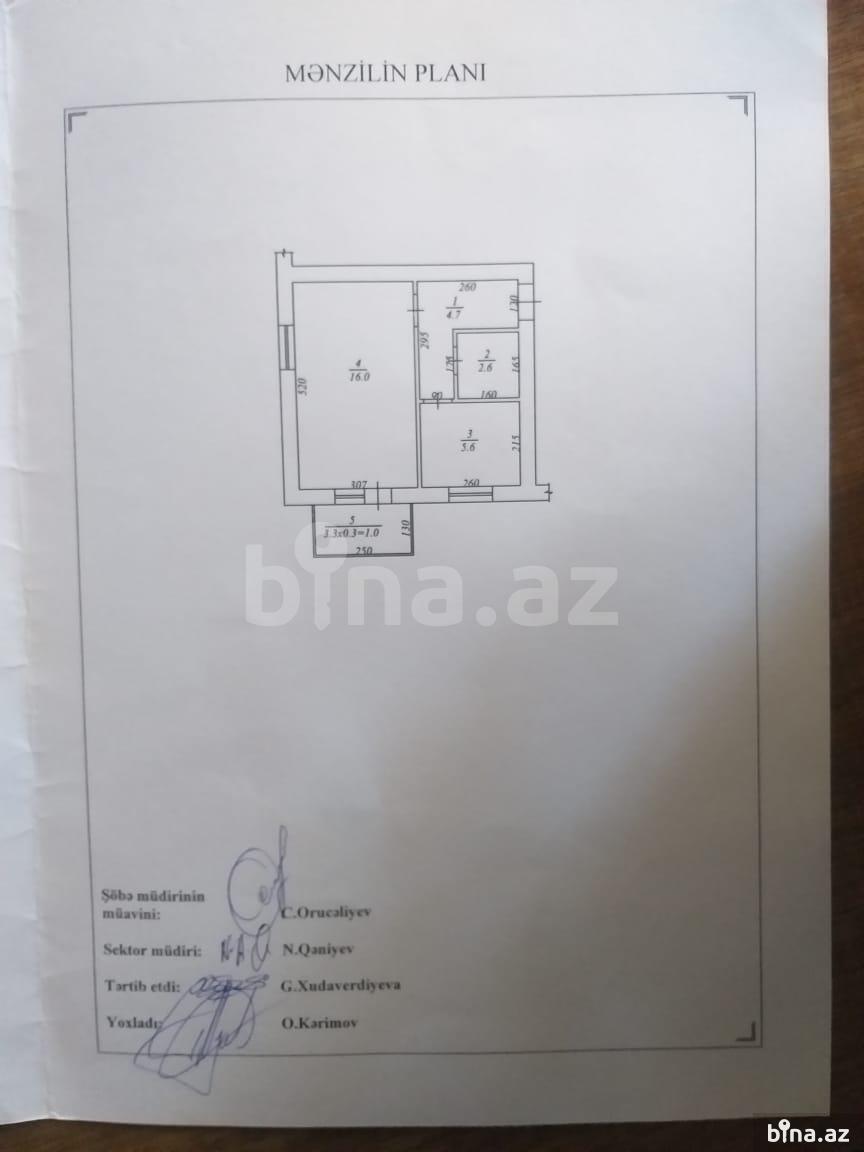 MƏNZİLİN PLANI
260
1
4.7
130
295
2
2.6
120
165
4
16.0
520
90
160
3
5.6
215
307
260
5
3.3x0.3=1.0
130
250
bina.az
Şöbə müdirinin
müavini: C.Orucəliyev
Sektor müdiri: N.Qəniyev
Tərtib etdi: G.Xudaverdiyeva
Yoxladı: O.Kərimov
bina.az